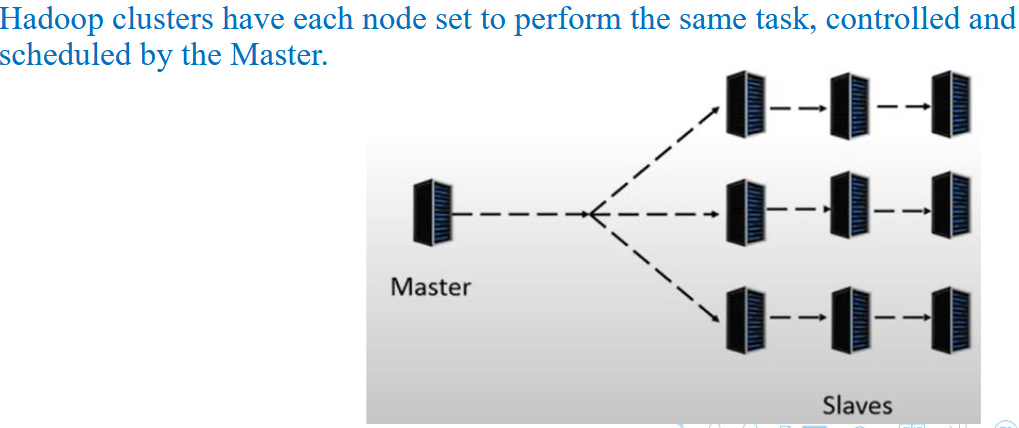 Hadoop clusters have each node set to perform the same task, controlled and
scheduled by the Master.
Master
Slaves